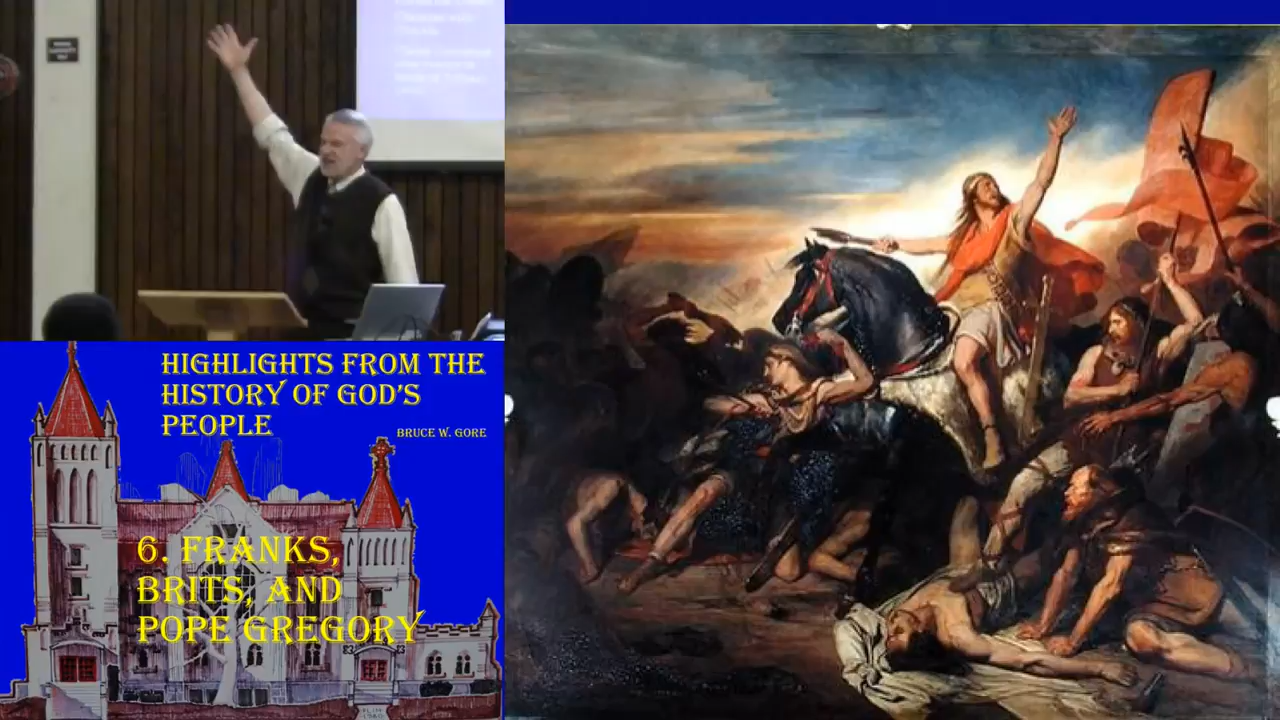 HIGHLIGHTS FROM THE
HISTORY OF GOD'S
PEOPLE
BRUCE W. GORE
6. FRANKS,
BRITS, AND
POPE GREGORY